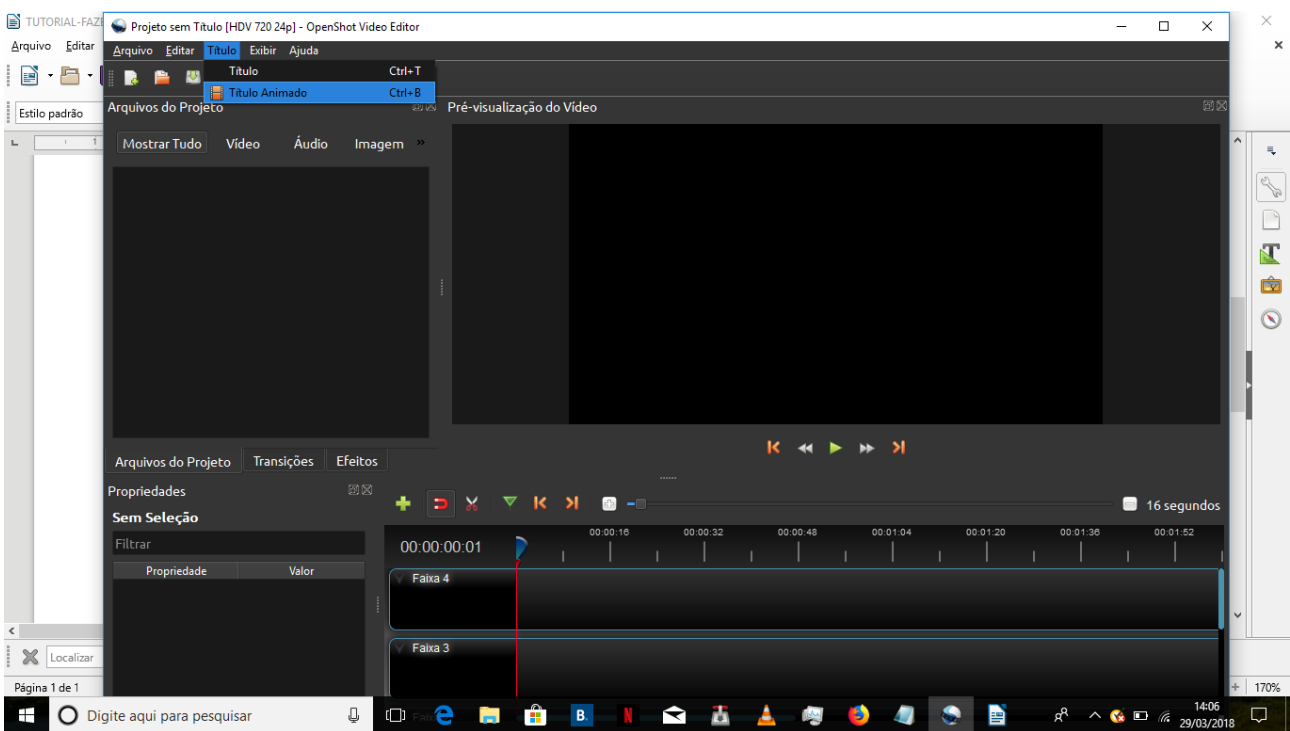 TUTORIAL-FAZE
Projeto sem Título [HDV 720 24p] - OpenShot Video Editor
Arquivo Editar
Arquivo Editar Título Exibir Ajuda
Título Ctrl+T
Título Animado Ctrl+B
Estilo padrão
Arquivos do Projeto
Pré-visualização do Vídeo
1
Mostrar Tudo Vídeo Áudio Imagem »
Arquivos do Projeto Transições Efeitos
Propriedades
Sem Seleção
16 segundos
Filtrar
Propriedade Valor
00:00:00:01
00:00:16 00:00:32 00:00:48 00:01:04 00:01:20 00:01:36 00:01:52
Faixa 4
Faixa 3
Localizar
Página 1 de 1
170%
Digite aqui para pesquisar
Faixa
B.
N
14:06
29/03/2018